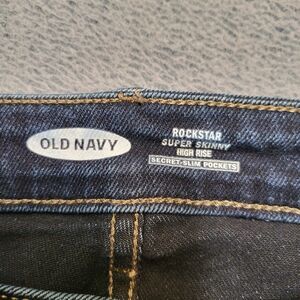 OLD NAVY
ROCKSTAR
SUPER SKINNY
HIGH RISE
SECRET-SLIM POCKETS